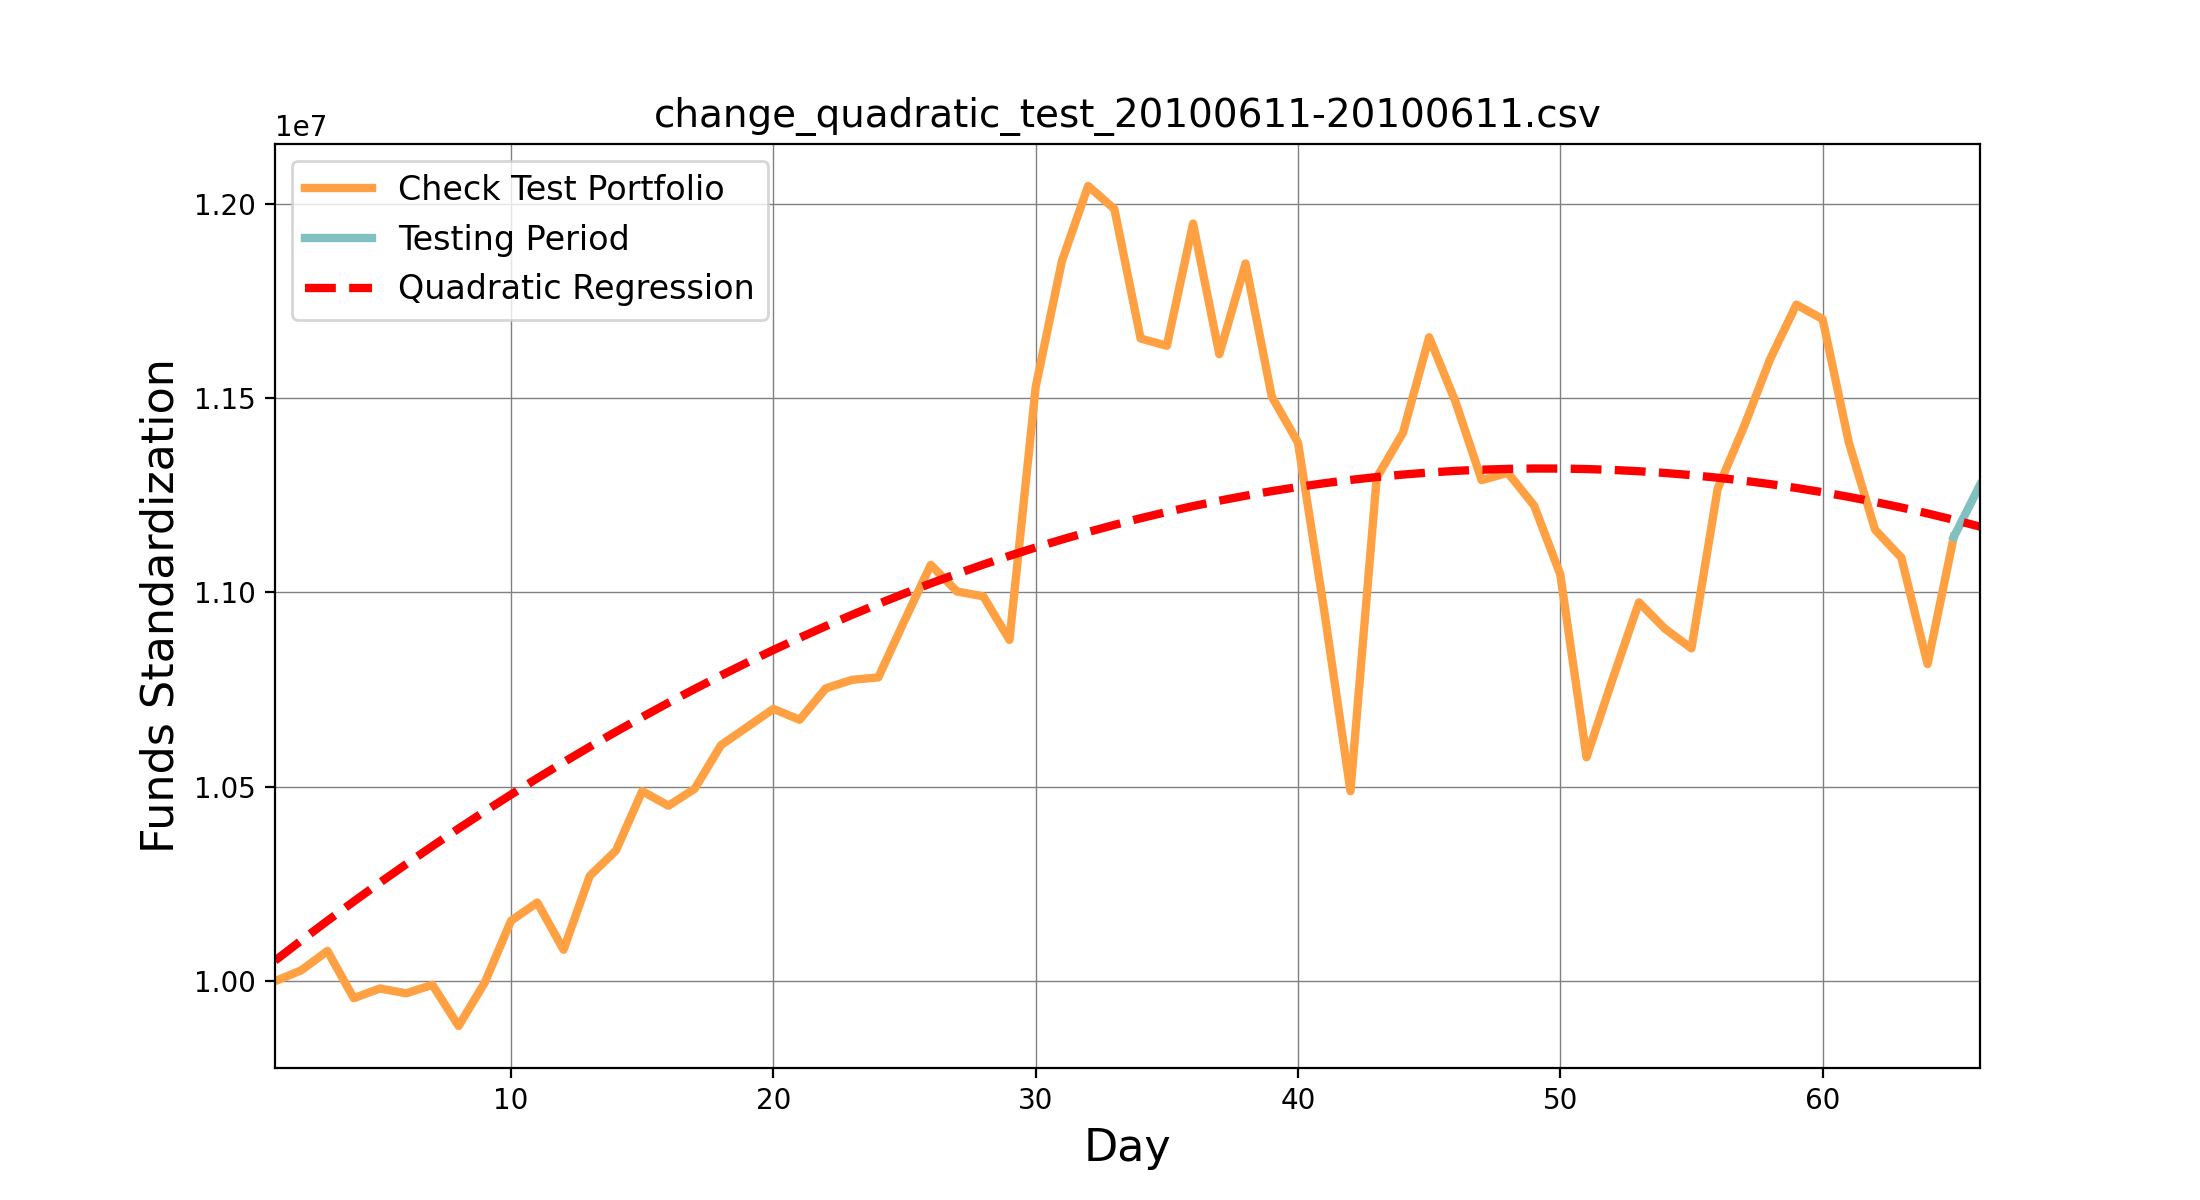 change_quadratic_test_20100611-20100611.csv
1e7
Check Test Portfolio
Testing Period
Quadratic Regression
1.20
1.15
1.10
1.05
1.00
Funds Standardization
10 20 30 40 50 60
Day